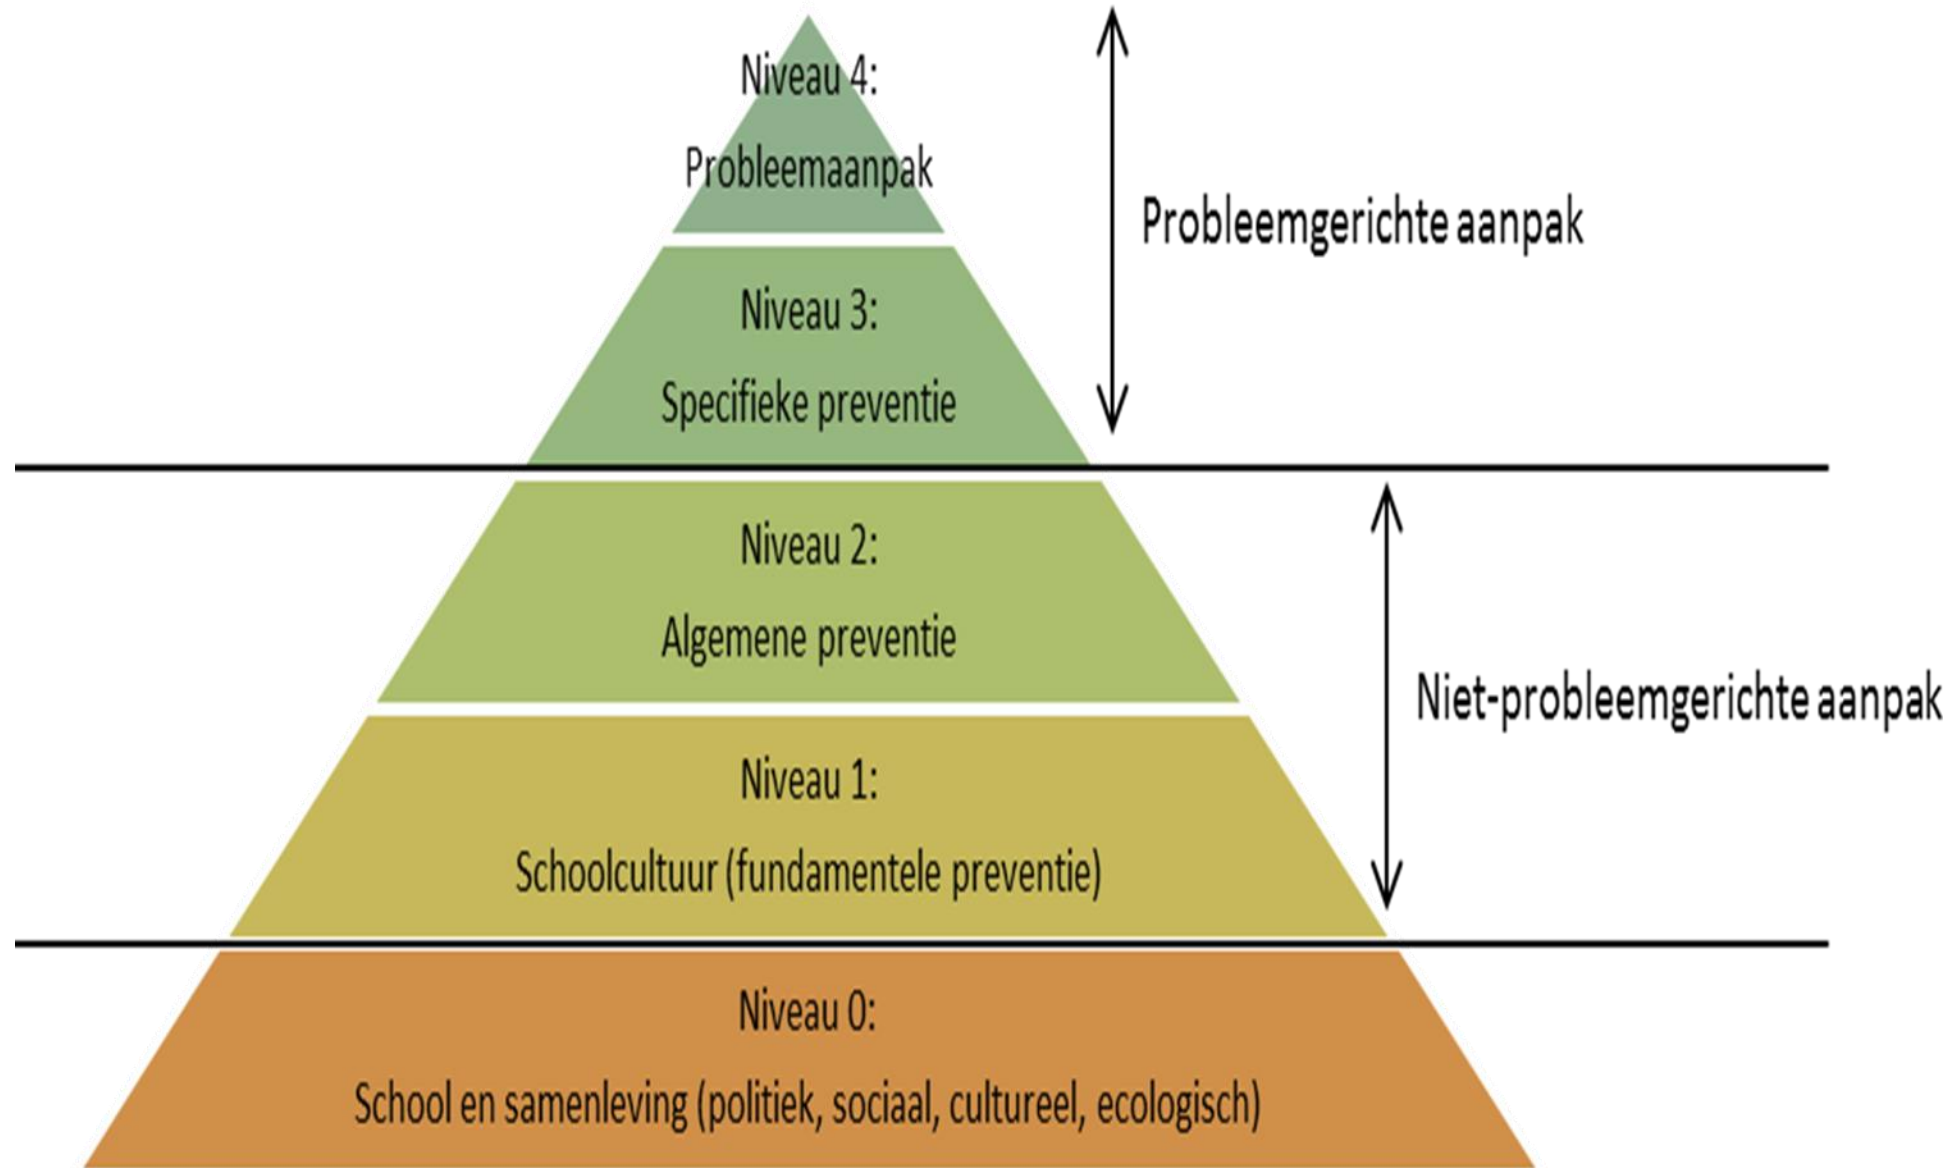 Niveau 4:
Probleemaanpak
Probleemgerichte aanpak
Niveau 3:
Specifieke preventie
Niveau 2:
Algemene preventie
Niet-probleemgerichte aanpak
Niveau 1:
Schoolcultuur (fundamentele preventie)
Niveau 0:
School en samenleving (politiek, sociaal, cultureel, ecologisch)